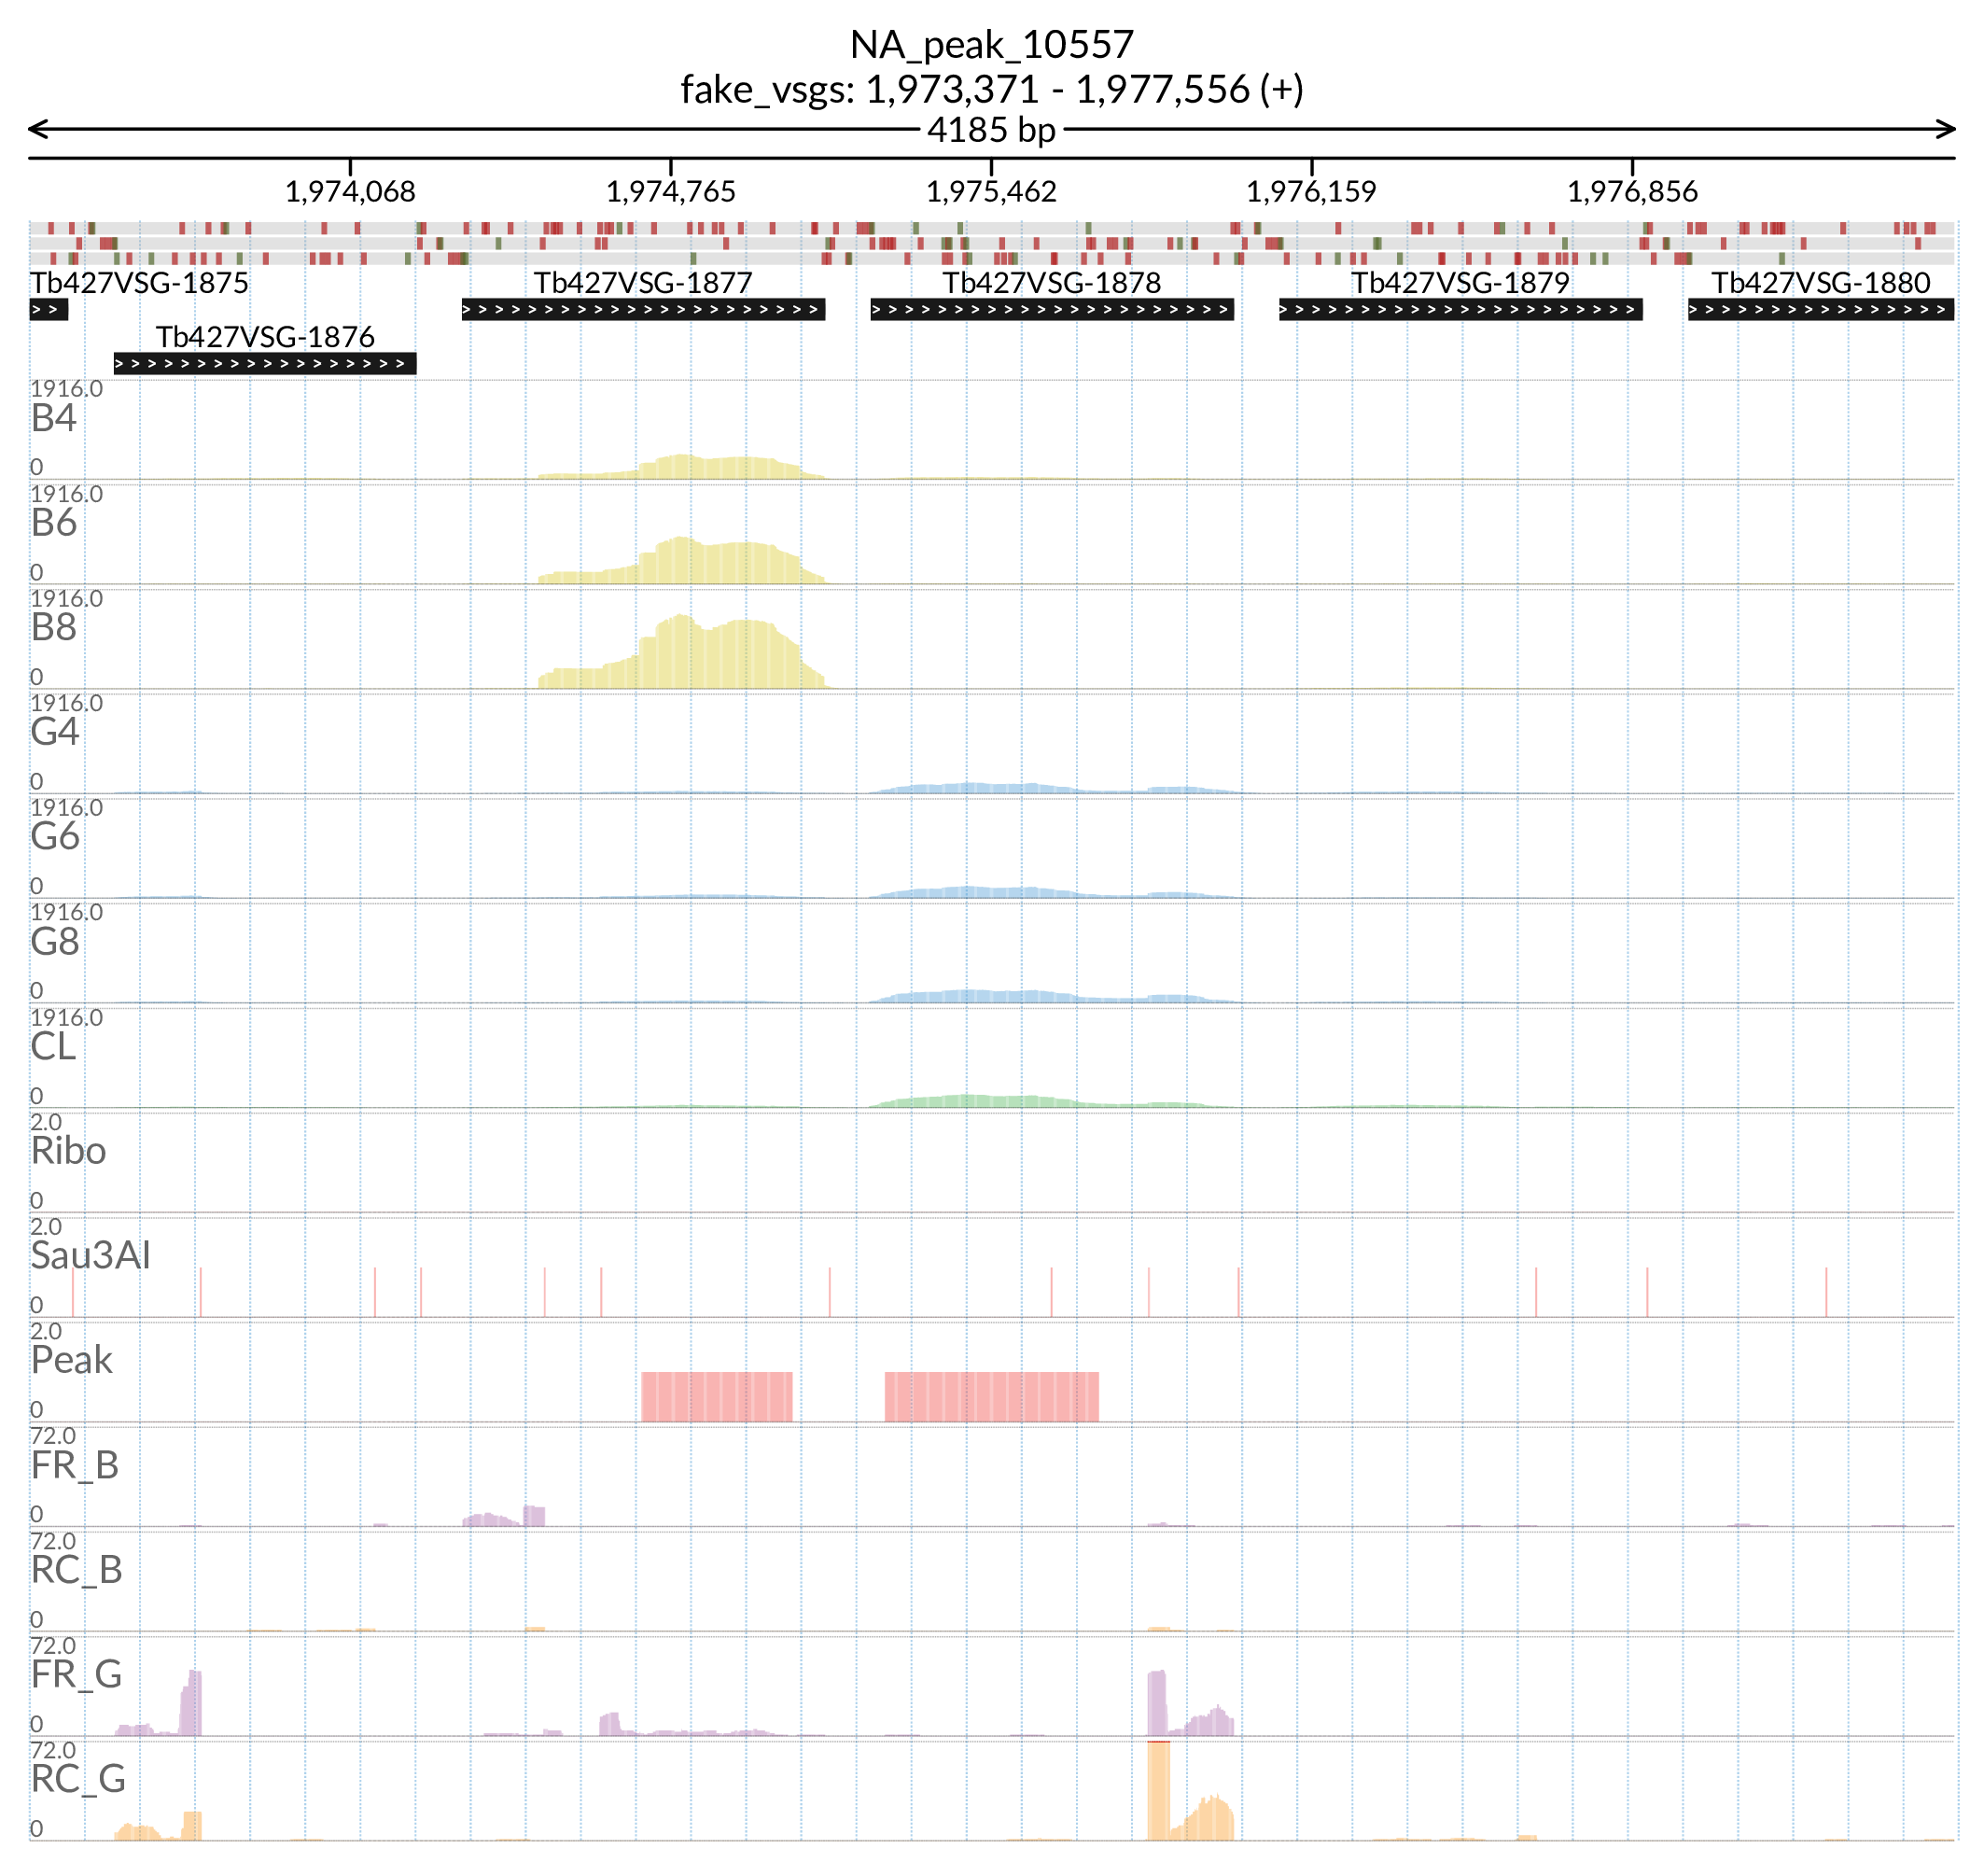 NA_peak_10557
fake_vsgs: 1,973,371 - 1,977,556 (+)
4185 bp
1,974,068 1,974,765 1,975,462 1,976,159 1,976,856
Tb427VSG-1875 Tb427VSG-1877 Tb427VSG-1878 Tb427VSG-1879 Tb427VSG-1880
Tb427VSG-1876
1916.0
B4
0
1916.0
B6
0
1916.0
B8
0
1916.0
G4
0
1916.0
G6
0
1916.0
G8
0
1916.0
CL
0
2.0
Ribo
0
2.0
Sau3AI
0
2.0
Peak
0
72.0
FR_B
0
72.0
RC_B
0
72.0
FR_G
0
72.0
RC_G
0